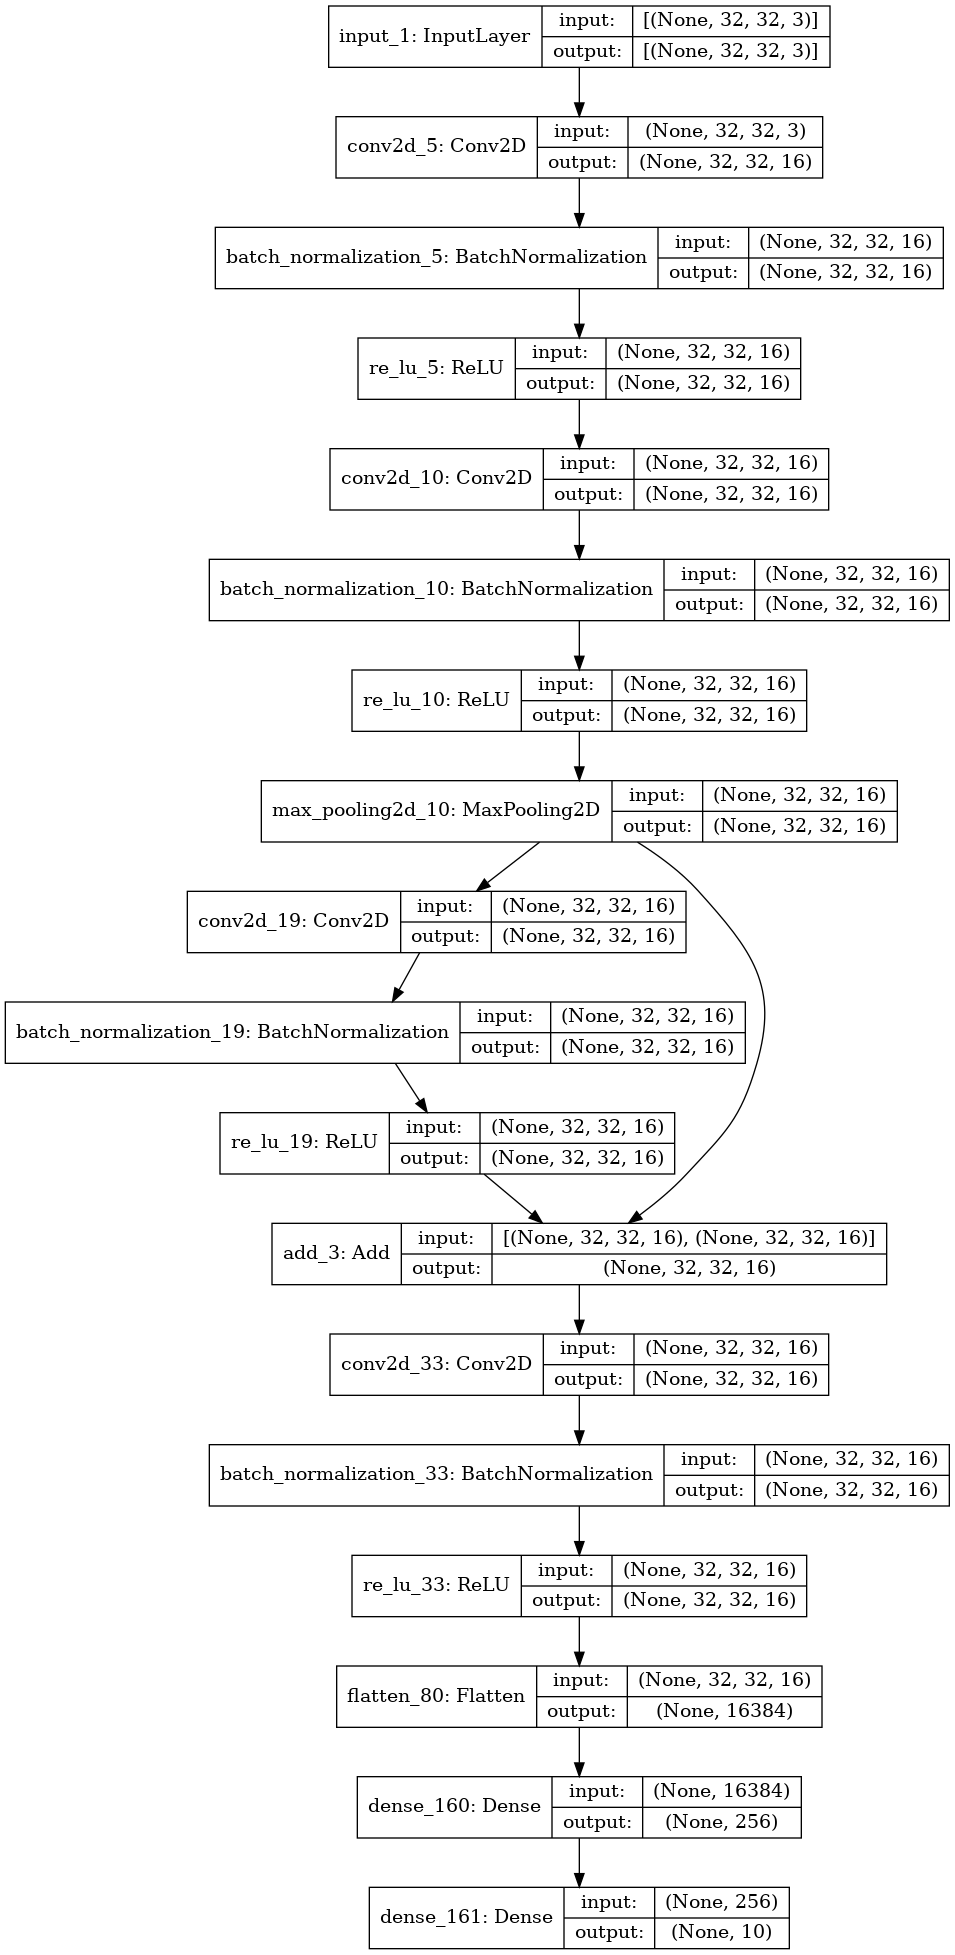 input_1: InputLayer
input: [(None, 32, 32, 3)]
output: [(None, 32, 32, 3)]
conv2d_5: Conv2D
input: (None, 32, 32, 3)
output: (None, 32, 32, 16)
batch_normalization_5: BatchNormalization
input: (None, 32, 32, 16)
output: (None, 32, 32, 16)
re_lu_5: ReLU
input: (None, 32, 32, 16)
output: (None, 32, 32, 16)
conv2d_10: Conv2D
input: (None, 32, 32, 16)
output: (None, 32, 32, 16)
batch_normalization_10: BatchNormalization
input: (None, 32, 32, 16)
output: (None, 32, 32, 16)
re_lu_10: ReLU
input: (None, 32, 32, 16)
output: (None, 32, 32, 16)
max_pooling2d_10: MaxPooling2D
input: (None, 32, 32, 16)
output: (None, 32, 32, 16)
conv2d_19: Conv2D
input: (None, 32, 32, 16)
output: (None, 32, 32, 16)
batch_normalization_19: BatchNormalization
input: (None, 32, 32, 16)
output: (None, 32, 32, 16)
re_lu_19: ReLU
input: (None, 32, 32, 16)
output: (None, 32, 32, 16)
add_3: Add
input: [(None, 32, 32, 16), (None, 32, 32, 16)]
output: (None, 32, 32, 16)
conv2d_33: Conv2D
input: (None, 32, 32, 16)
output: (None, 32, 32, 16)
batch_normalization_33: BatchNormalization
input: (None, 32, 32, 16)
output: (None, 32, 32, 16)
re_lu_33: ReLU
input: (None, 32, 32, 16)
output: (None, 32, 32, 16)
flatten_80: Flatten
input: (None, 32, 32, 16)
output: (None, 16384)
dense_160: Dense
input: (None, 16384)
output: (None, 256)
dense_161: Dense
input: (None, 256)
output: (None, 10)